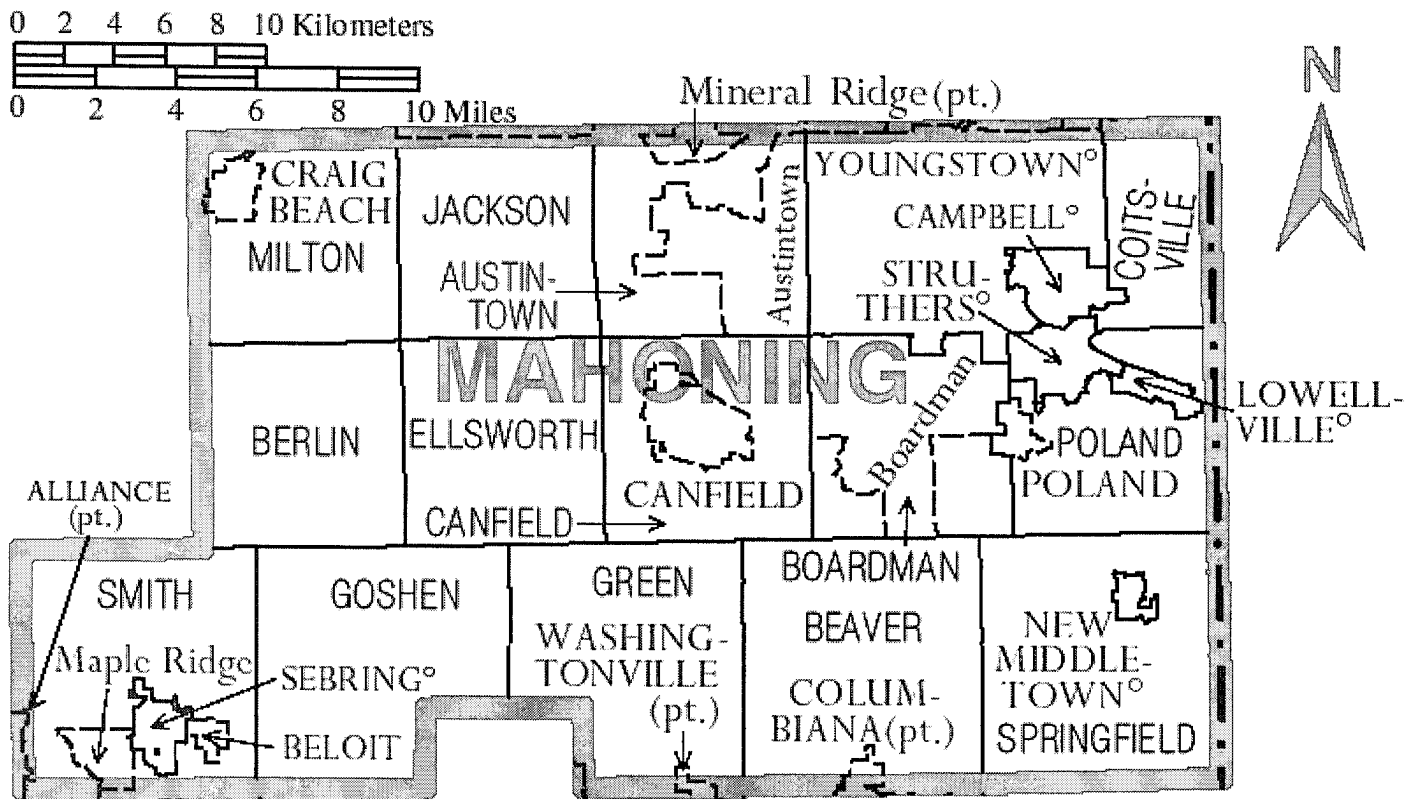 0 2 4 6 8 10 Kilometers
0 2 4 6 10 Miles
N
Mineral Ridge(pt.)
CRAIG
BEACH
MILTON
JACKSON
AUSTIN-
TOWN
Austintown
YOUNGSTOWN°
CAMPBELL°
STRU-
THERS°
COITS-
VILLE
MAHONING
LOWELL-
VILLE°
BERLIN
ELLSWORTH
CANFIELD
CANFIELD
Boardman
POLAND
POLAND
ALLIANCE
(pt.)
SMITH
GOSHEN
GREEN
BOARDMAN
BEAVER
WASHING-
TONVILLE
(pt.)
COLUM-
BIANA(pt.)
NEW
MIDDLE-
TOWN°
SPRINGFIELD
Maple Ridge
SEBRING°
BELOIT